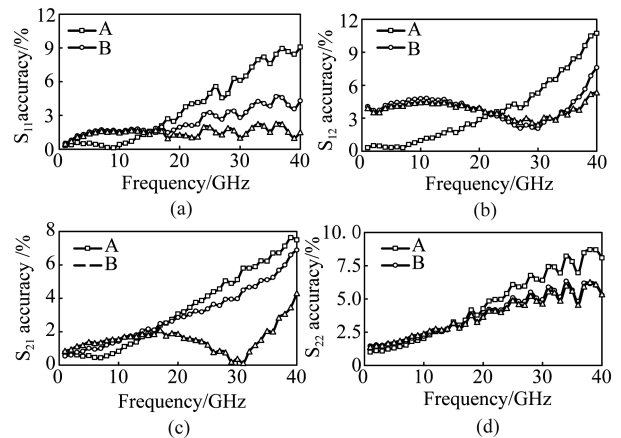 12
9
6
3
0
S11 accuracy/%
A
B
0 10 20 30 40
Frequency/GHz
(a)
12
9
6
3
0
S12 accuracy/%
A
B
0 10 20 30 40
Frequency/GHz
(b)
8
6
4
2
0
S21 accuracy /%
A
B
0 10 20 30 40
Frequency/GHz
(c)
10. 0
7.5
5.0
2.5
0
S22 accuracy/%
A
B
0 10 20 30 40
Frequency/GHz
(d)